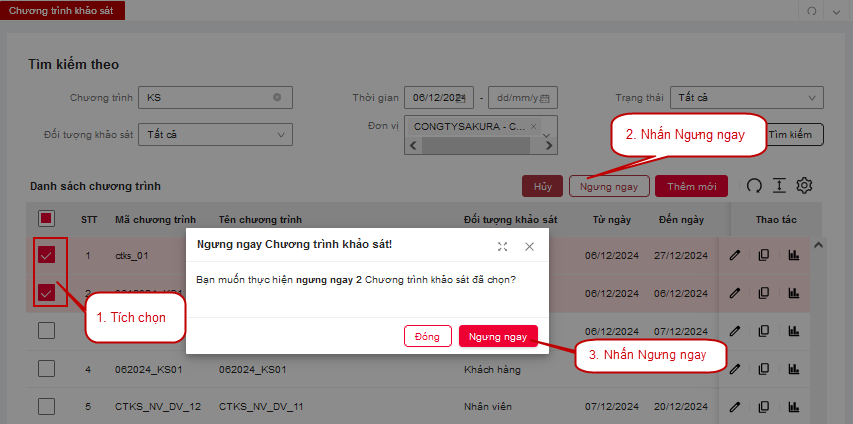 Chương trình khảo sát
Tìm kiếm theo
Chương trình KS Thời gian 06/12/2024 - dd/mm/y Trạng thái Tất cả
Đối tượng khảo sát Tất cả Đơn vị CONGTYSAKURA - C... × Tìm kiếm
2. Nhấn Ngưng ngay
Danh sách chương trình Hủy Ngưng ngay Thêm mới
STT Mã chương trình Tên chương trình Đối tượng khảo sát Từ ngày Đến ngày Thao tác
1 ctks_01 06/12/2024 27/12/2024
2 06/12/2024 06/12/2024
Ngưng ngay Chương trình khảo sát!
Bạn muốn thực hiện ngưng ngay 2 Chương trình khảo sát đã chọn?
1. Tích chọn
06/12/2024 07/12/2024
Đóng Ngưng ngay
3. Nhấn Ngưng ngay
4 062024_KS01 062024_KS01 Khách hàng
5 CTKS_NV_DV_12 CTKS_NV_DV_11 Nhân viên 07/12/2024 20/12/2024